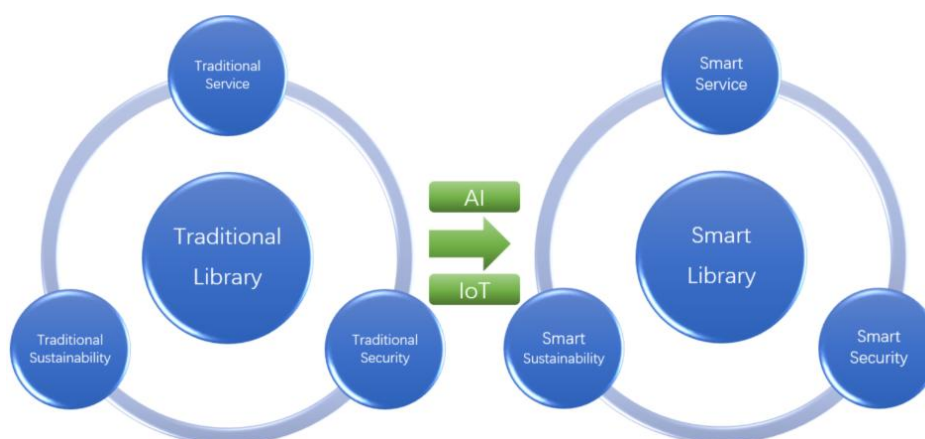 Traditional
Service
Traditional
Library
Traditional
Sustainability
Traditional
Security
AI
IoT
Smart
Service
Smart
Library
Smart
Sustainability
Smart
Security